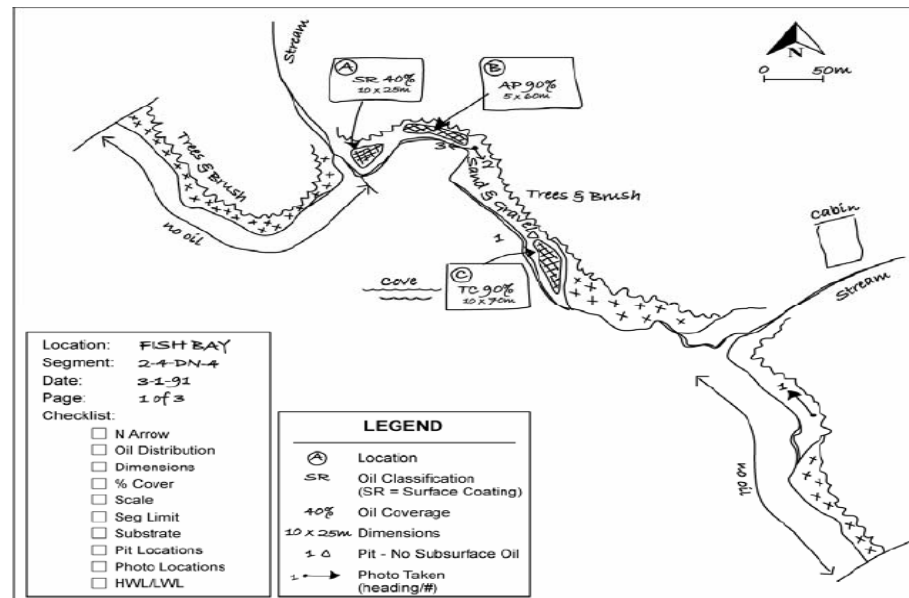 Stream
A
SR 40%
10 x 25m
B
AP 90%
5 x 60m
N
0 50m
Trees & Brush
no oil
3
2
Sand & Gravel
Trees & Brush
1
cabin
Stream
cove
C
TC 90%
10 x 70m
1
no oil
Location: FISH BAY
Segment: 2-4-DN-4
Date: 3-1-91
Page: 1 of 3
Checklist:
N Arrow
Oil Distribution
Dimensions
% Cover
Scale
Seg Limit
Substrate
Pit Locations
Photo Locations
HWL/LWL
LEGEND
A Location
SR Oil Classification
(SR = Surface Coating)
40% Oil Coverage
10 x 25m Dimensions
1 △ Pit - No Subsurface Oil
1 Photo Taken
(heading/#)